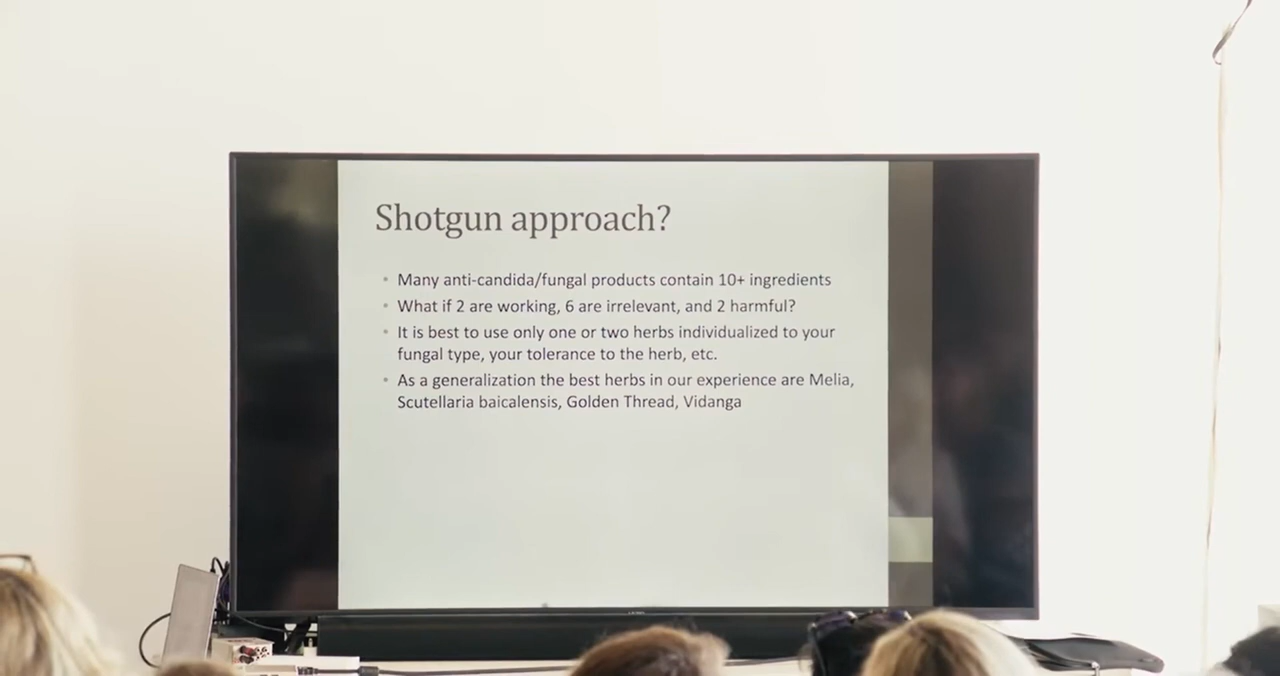 Shotgun approach?
• Many anti-candida/fungal products contain 10+ ingredients
• What if 2 are working, 6 are irrelevant, and 2 harmful?
• It is best to use only one or two herbs individualized to your
fungal type, your tolerance to the herb, etc.
• As a generalization the best herbs in our experience are Melia,
Scutellaria baicalensis, Golden Thread, Vidanga